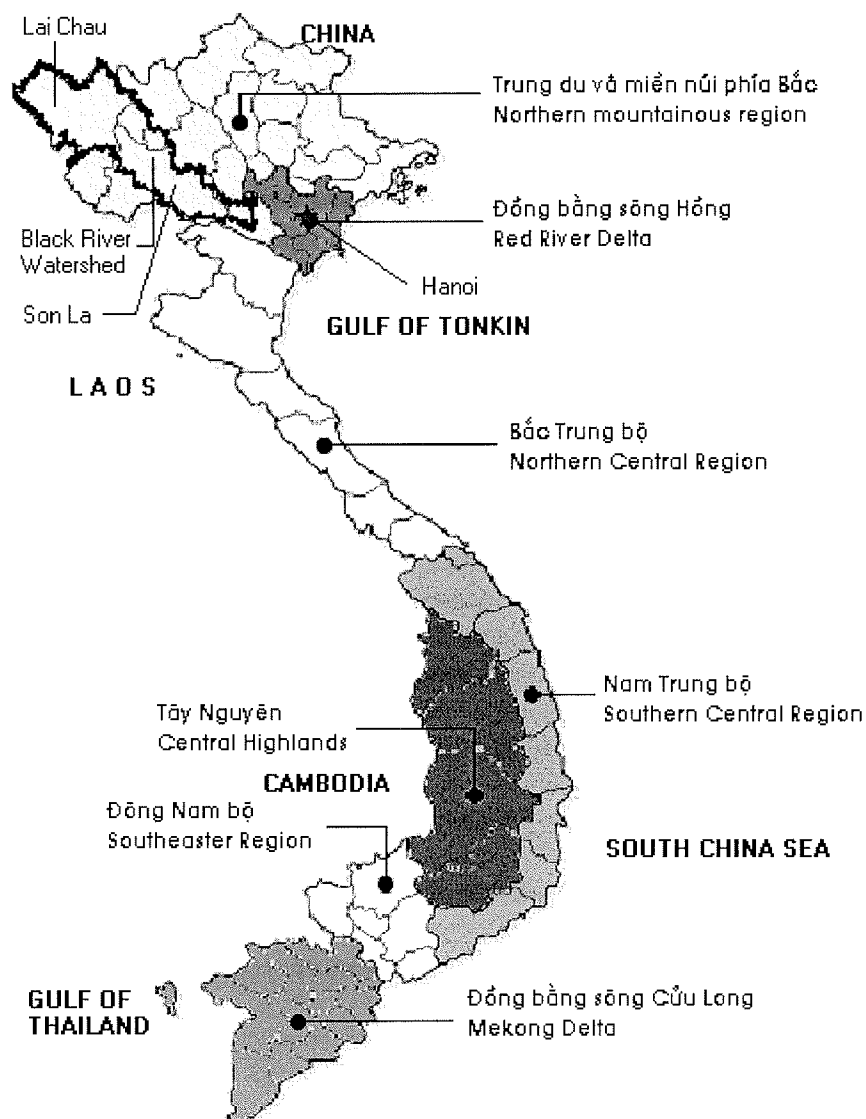 Lai Chau
CHINA
Trung du và miền núi phía Bắc
Northern mountainous region
Đồng bằng sông Hồng
Red River Delta
Black River
Watershed
Hanoi
Son La
GULF OF TONKIN
LAOS
Bắc Trung bộ
Northern Central Region
Nam Trung bộ
Southern Central Region
Tây Nguyên
Central Highlands
CAMBODIA
Đông Nam bộ
Southeaster Region
SOUTH CHINA SEA
GULF OF
THAILAND
Đồng bằng sông Cửu Long
Mekong Delta